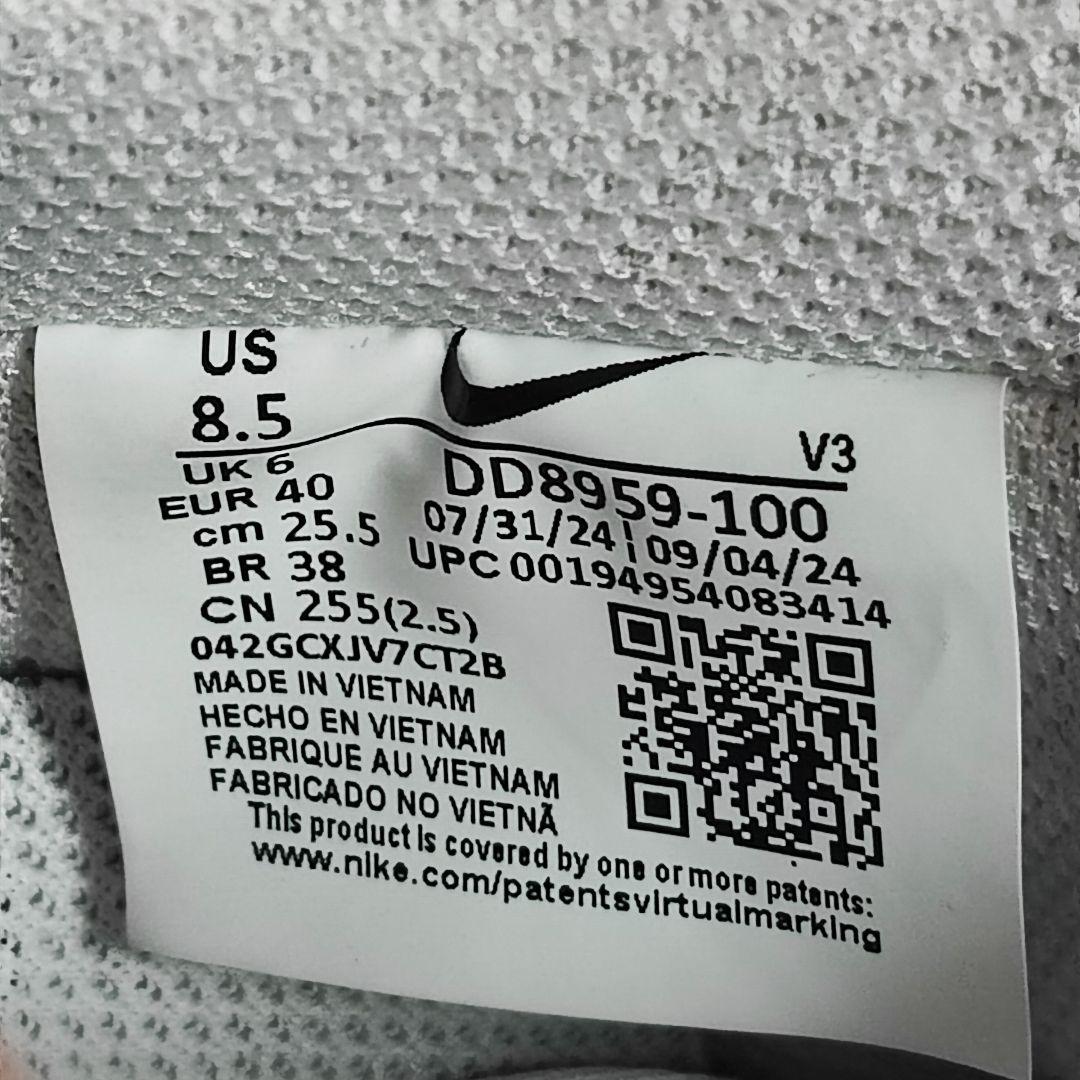 US
8.5
V3
UK 6
EUR 40
cm 25.5
BR 38
CN 255(2.5)
DD8959-100
07/31/24 | 09/04/24
UPC 00194954083414
042GCXJV7CT2B
MADE IN VIETNAM
HECHO EN VIETNAM
FABRIQUE AU VIETNAM
FABRICADO NO VIETNÃ
This product is covered by one or more patents:
www.nike.com/patentsvirtualmarking